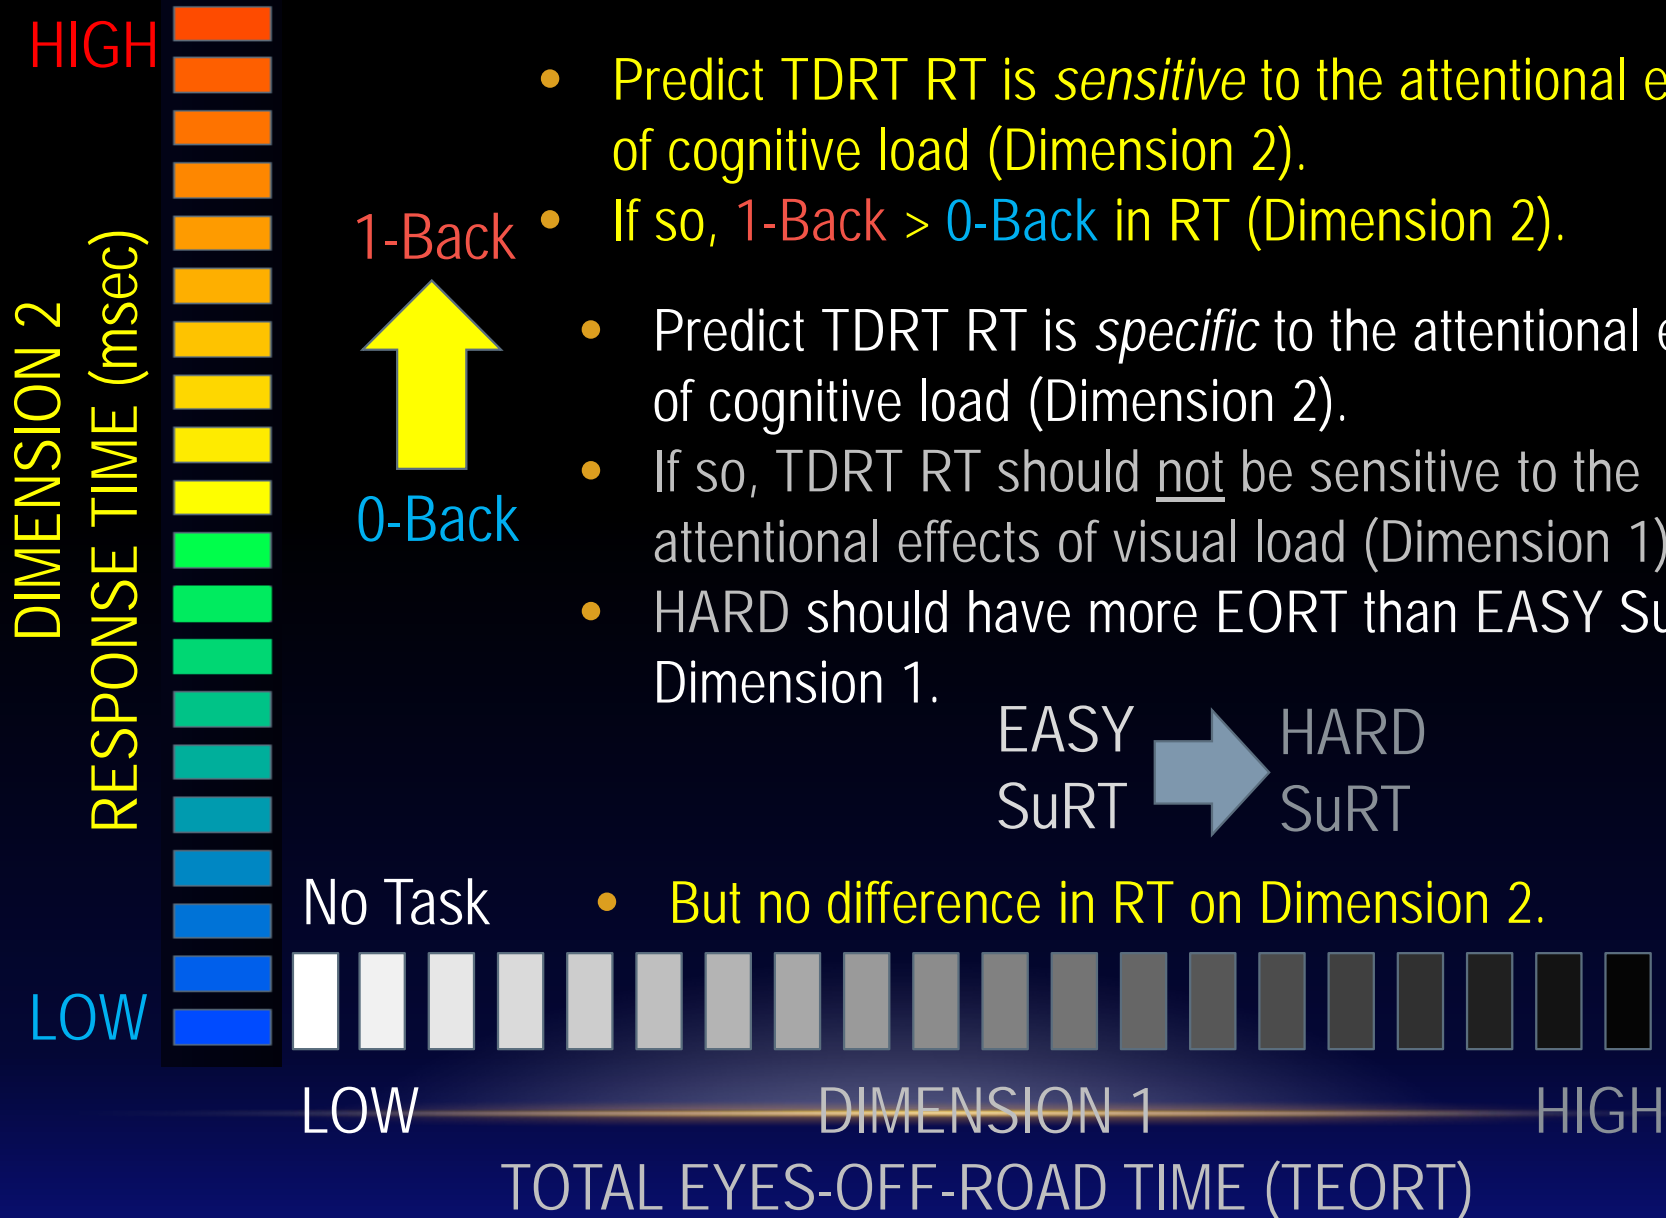 HIGH
• Predict TDRT RT is sensitive to the attentional
of cognitive load (Dimension 2).
1-Back
• If so, 1-Back > 0-Back in RT (Dimension 2).
• Predict TDRT RT is specific to the attentional
of cognitive load (Dimension 2).
• If so, TDRT RT should not be sensitive to the
0-Back
attentional effects of visual load (Dimension 1)
• HARD should have more EORT than EASY
Dimension 1.
DIMENSION 2
RESPONSE TIME (msec)
EASY
SuRT
HARD
SuRT
No Task
• But no difference in RT on Dimension 2.
LOW
LOW
DIMENSION 1
HIGH
TOTAL EYES-OFF-ROAD TIME (TEORT)